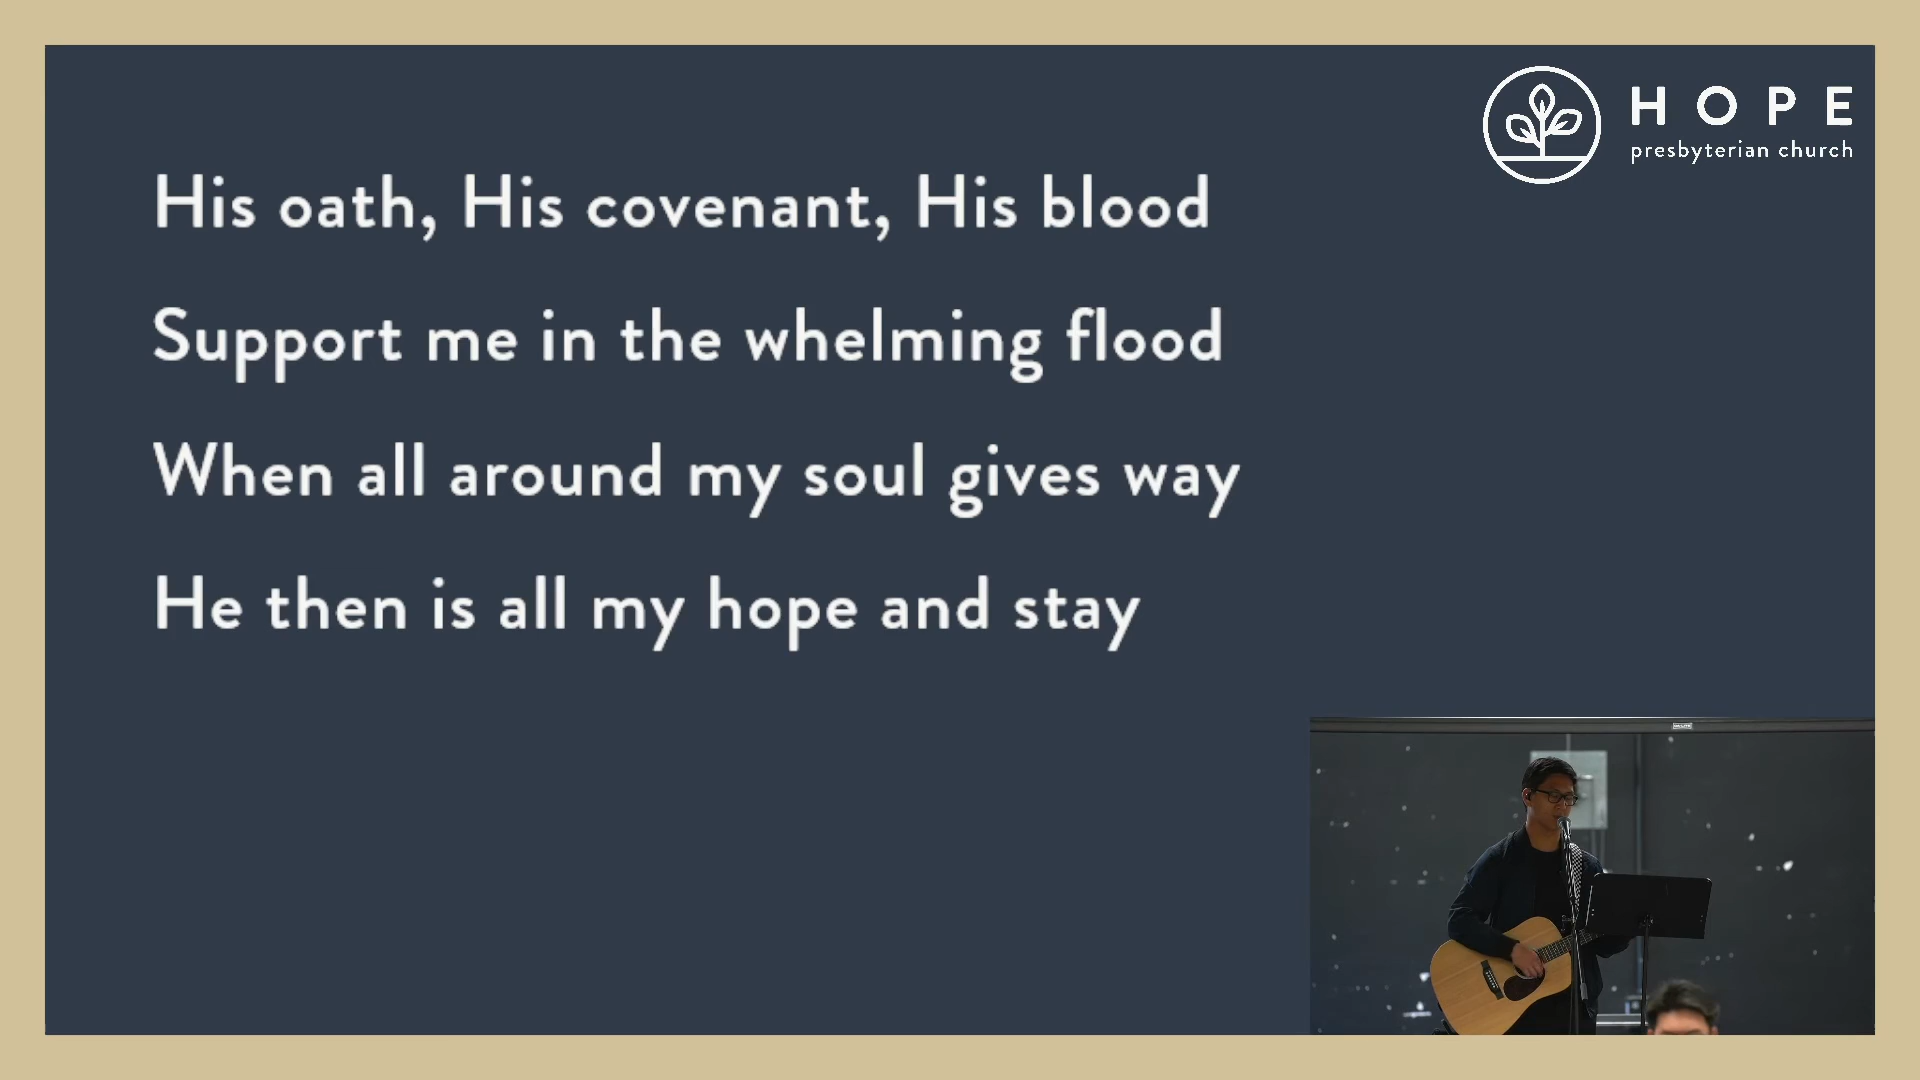 HOPE
presbyterian church
His oath, His covenant, His blood
Support me in the whelming flood
When all around my soul gives way
He then is all my hope and stay